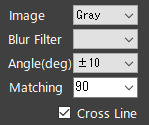 Image Gray
Blur Filter
Angle(deg) ±10
Matching 90
Cross Line